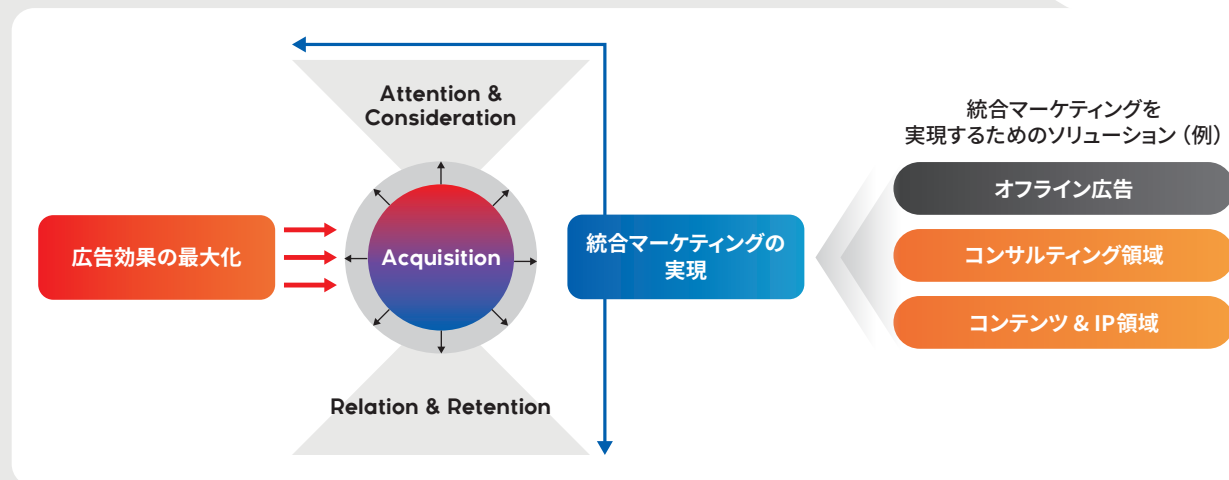 Attention &
Consideration
広告効果の最大化
Acquisition
Relation & Retention
統合マーケティングの
実現
統合マーケティングを
実現するためのソリューション（例）
オフライン広告
コンサルティング領域
コンテンツ & IP領域